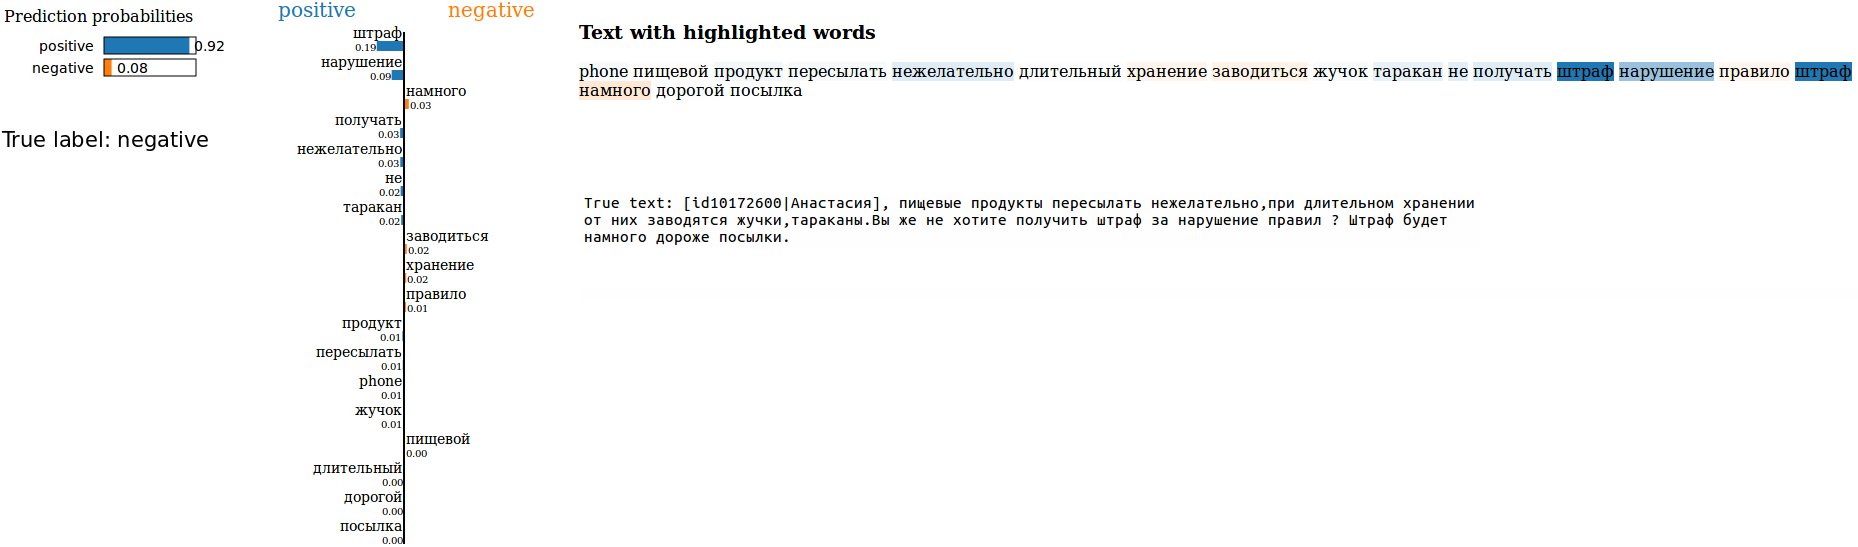 Prediction probabilities
positive 0.92
negative 0.08
True label: negative
positive negative
штраф
0.19
нарушение
0.09
намного
0.03
получать
0.03
нежелательно
0.03
не
0.02
таракан
0.02
заводиться
0.02
хранение
0.02
правило
0.01
продукт
0.01
пересылать
0.01
phone
0.01
жучок
0.01
пищевой
0.00
длительный
0.00
дорогой
0.00
посылка
0.00
Text with highlighted words
phone пищевой продукт пересылать нежелательно длительный хранение заводиться жучок таракан не получать штраф нарушение правило штраф
намного дорогой посылка
True text: [id10172600|Анастасия], пищевые продукты пересылать нежелательно,при длительном хранении
от них заводятся жучки,тараканы.Вы же не хотите получить штраф за нарушение правил ? Штраф будет
намного дороже посылки.